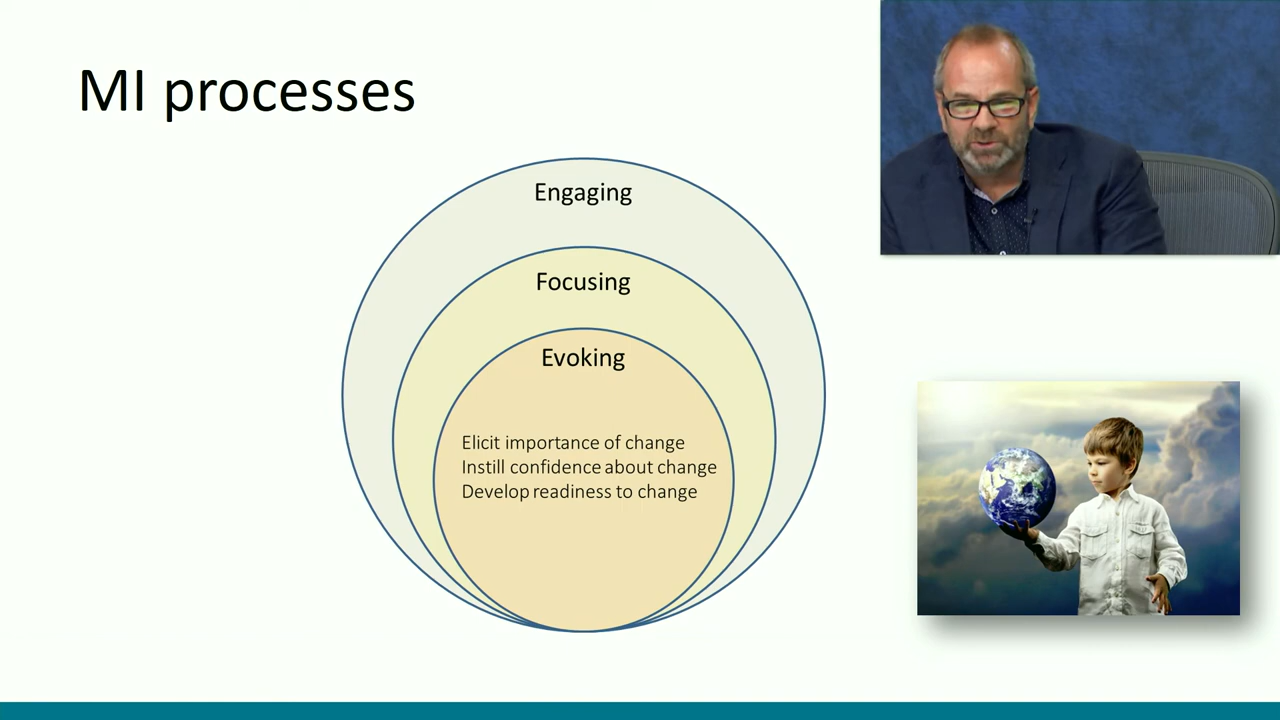 MI processes
Engaging
Focusing
Evoking
Elicit importance of change
Instill confidence about change
Develop readiness to change